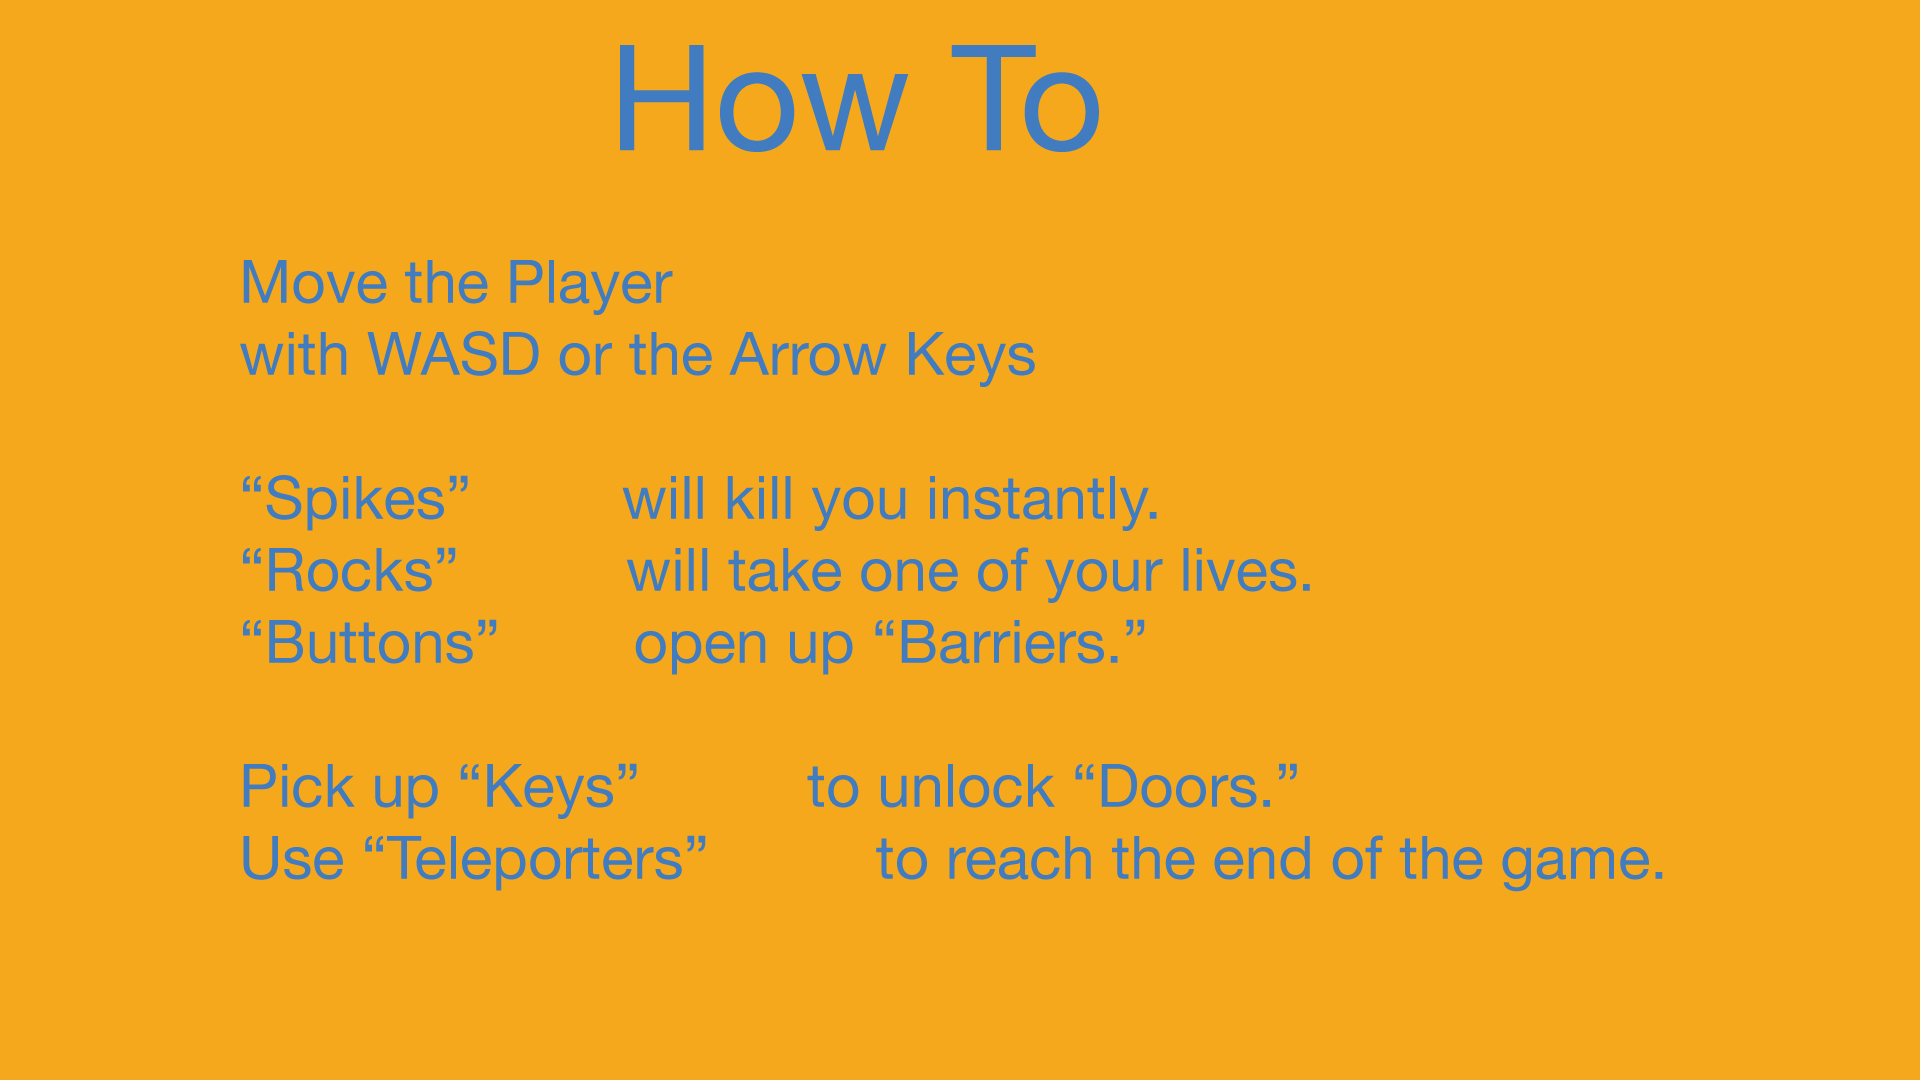 How To
Move the Player
with WASD or the Arrow Keys
“Spikes” will kill you instantly.
“Rocks” will take one of your lives.
“Buttons” open up “Barriers.”
Pick up “Keys” to unlock “Doors.”
Use “Teleporters” to reach the end of the game.